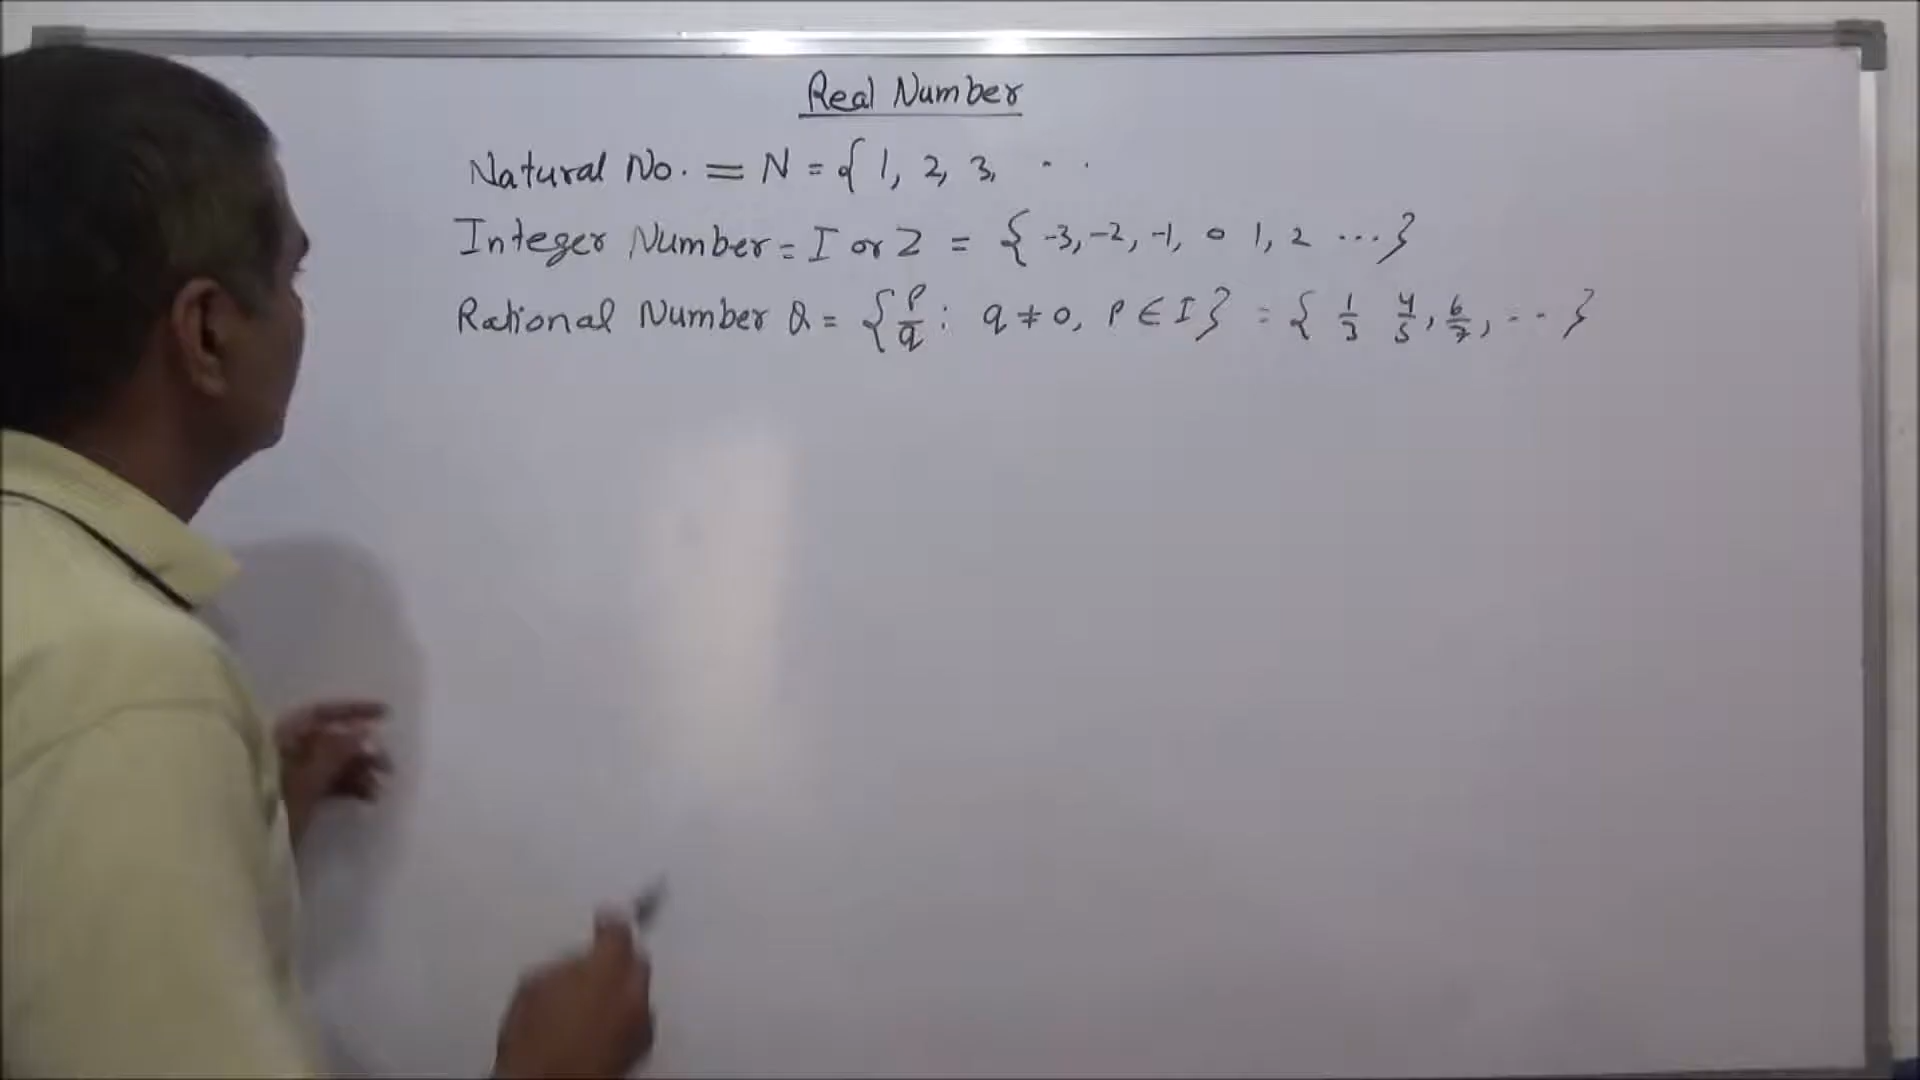 Real Number
Natural No. = N = { 1, 2, 3, . .
Integer Number = I or Z = { -3, -2, -1, 0 1, 2 ... }
Rational Number Q = { p/q : q ≠ 0, P ∈ I } = { 1/3 4/5, 6/7, ... }